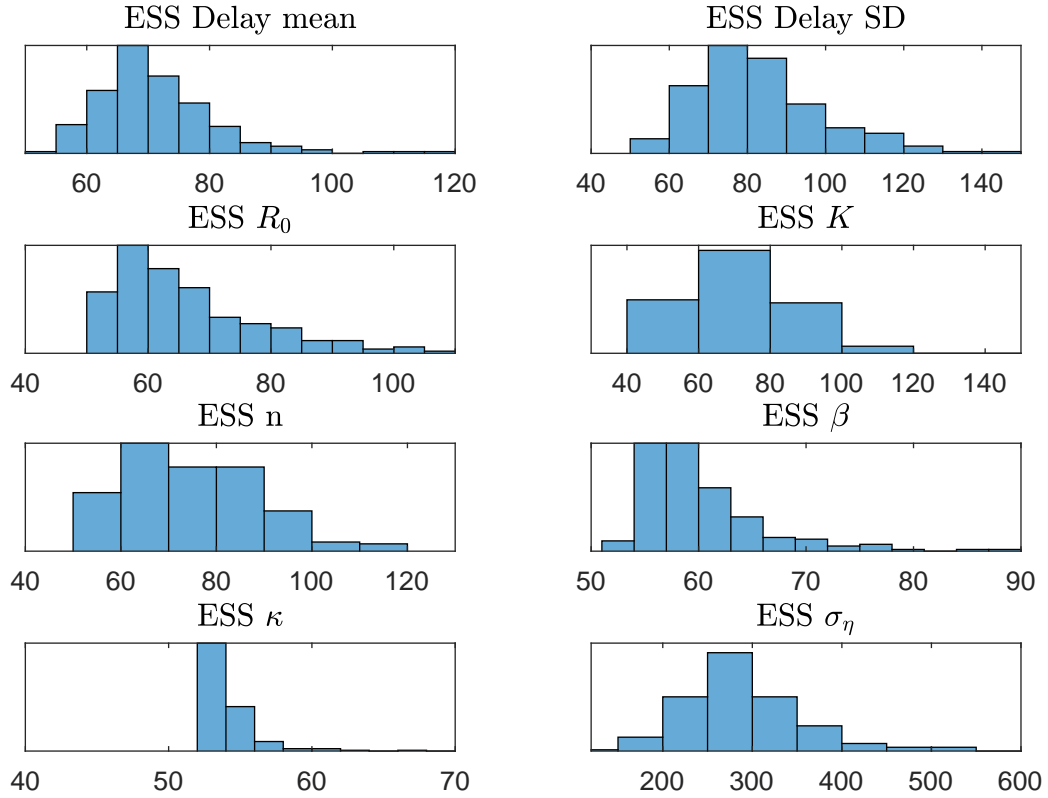 ESS Delay mean
60 80 100 120
ESS Delay SD
40 60 80 100 120 140
ESS R₀
40 60 80 100
ESS K
40 60 80 100 120 140
ESS n
40 60 80 100 120
ESS β
50 60 70 80 90
ESS κ
40 50 60 70
ESS σ_η
200 300 400 500 600